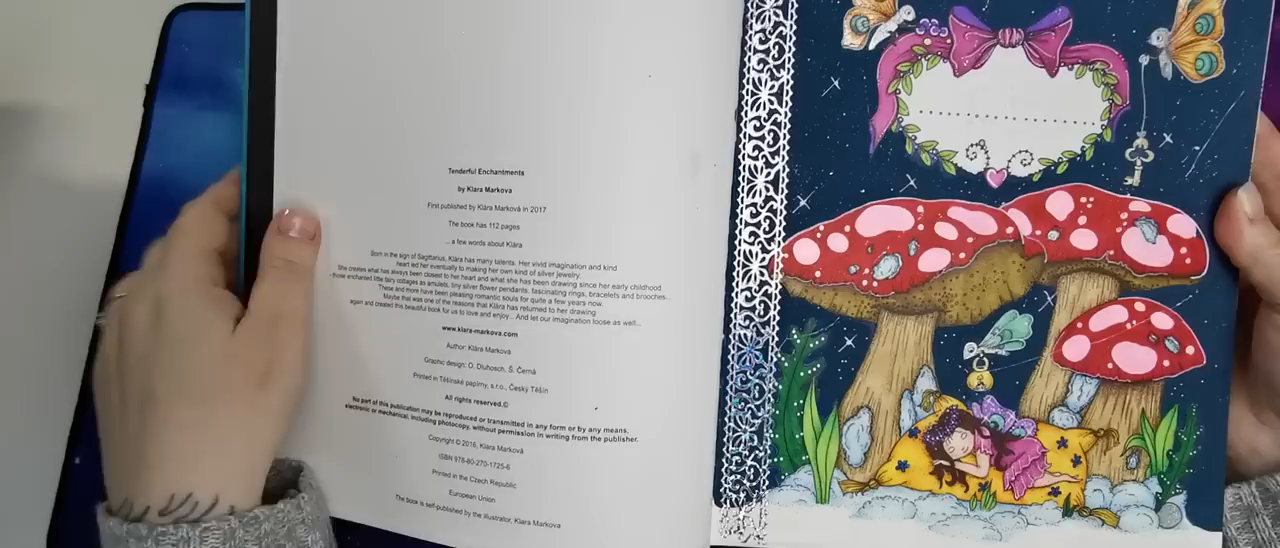 Tenderful Enchantments
by Klara Markova
First published by Klára Marková in 2017
The book has 112 pages
... a few words about Klára
Born in the sign of Sagittarius, Klára has many talents. Her vivid imagination and kind
heart led her eventually to making her own kind of silver jewelry.
She creates what has always been closest to her heart and what she has been drawing since her early childhood
- those enchanted little fairy cottages as amulets, tiny silver flower pendants, fascinating rings, bracelets and brooches...
These and more have been pleasing romantic souls for quite a few years now.
Maybe that was one of the reasons that Klára has returned to her drawing
again and created this beautiful book for us to love and enjoy... And let our imagination loose as well...
www.klara-markova.com
Author: Klára Marková
Graphic design: O. Dluhosch, Š. Černá
Printed in Těšínské papírny, s.r.o., Český Těšín
All rights reserved.©
No part of this publication may be reproduced or transmitted in any form or by any means,
electronic or mechanical, including photocopy, without permission in writing from the publisher.
Copyright © 2016, Klára Marková
ISBN 978-80-270-1725-6
Printed in the Czech Republic
European Union
The book is self-published by the illustrator, Klara Markova